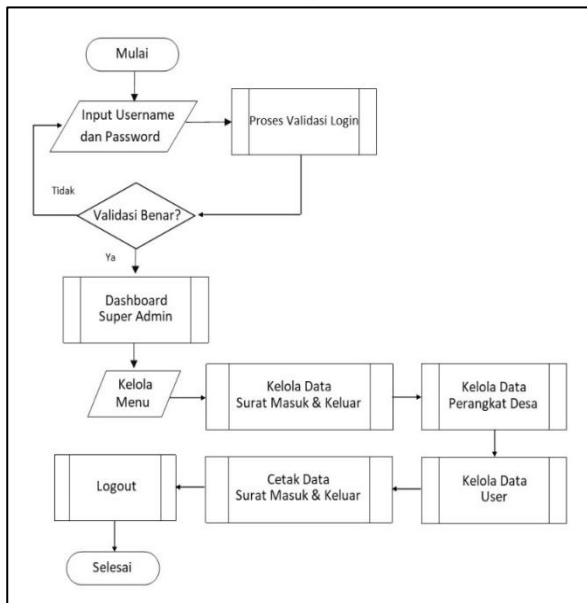 Mulai
Input Username
dan Password
Proses Validasi Login
Tidak
Validasi Benar?
Ya
Dashboard
Super Admin
Kelola
Menu
Kelola Data
Surat Masuk & Keluar
Kelola Data
Perangkat Desa
Kelola Data
User
Cetak Data
Surat Masuk & Keluar
Logout
Selesai